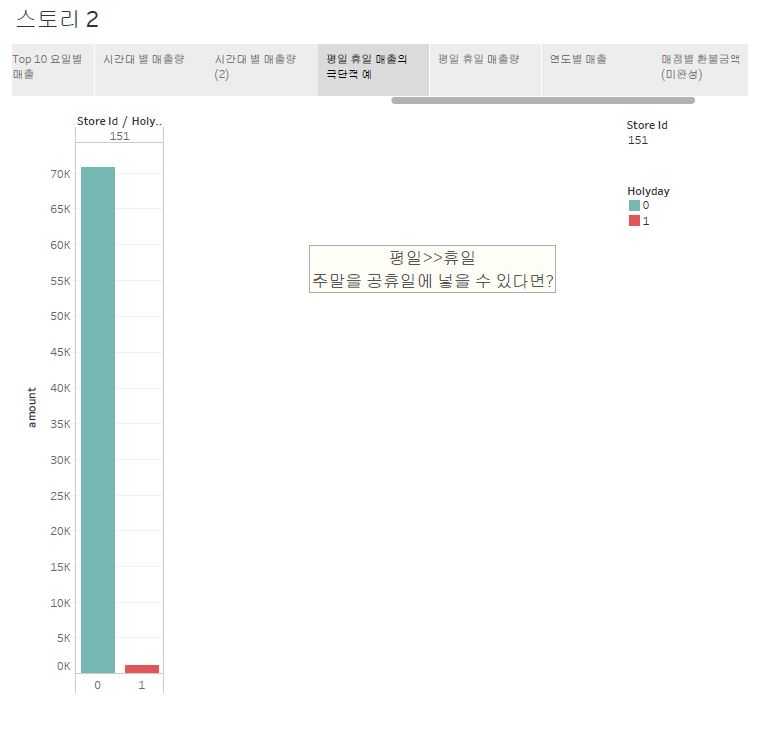 스토리 2
Top 10 요일별
매출
시간대 별 매출량
시간대 별 매출량
(2)
평일 휴일 매출의
극단적 예
평일 휴일 매출량
연도별 매출
매점별 환불금액
(미완성)
Store Id / Holy..
151
70K
65K
60K
55K
50K
45K
40K
35K
30K
25K
20K
15K
10K
5K
0K
amount
0
1
평일>>휴일
주말을 공휴일에 넣을 수 있다면?
Store Id
151
Holyday
0
1